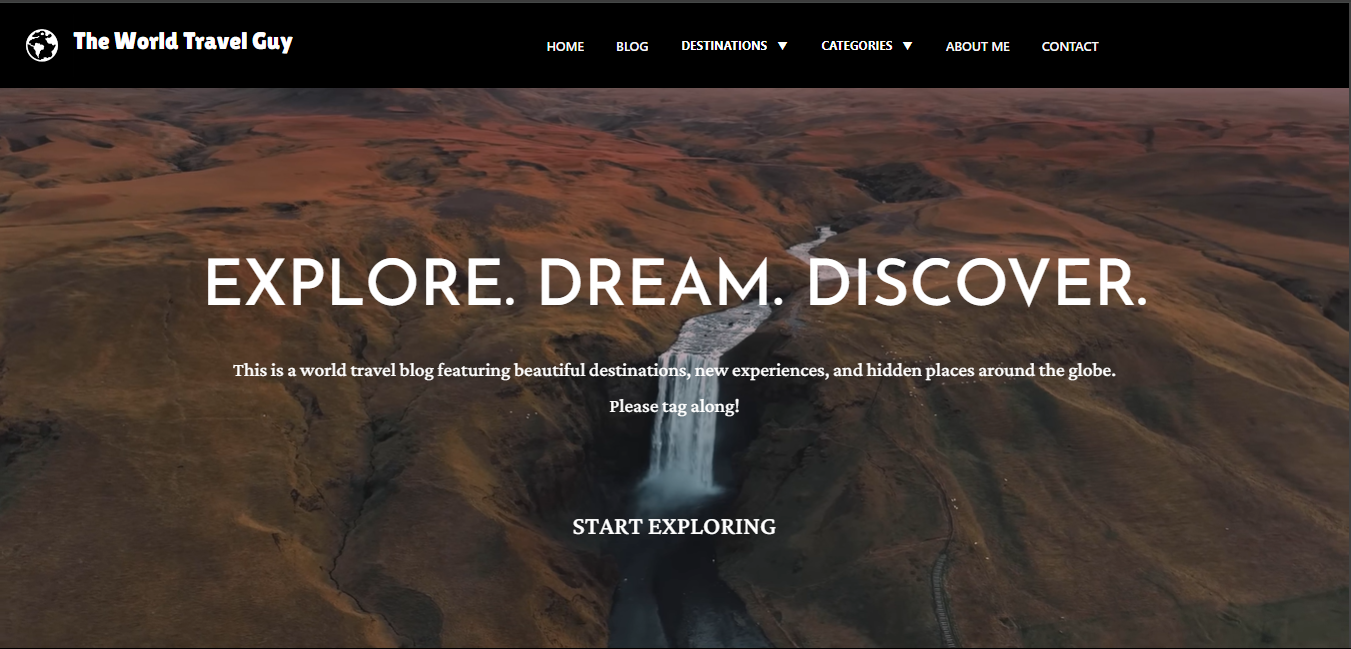 The World Travel Guy
HOME BLOG DESTINATIONS ▼ CATEGORIES ▼ ABOUT ME CONTACT
EXPLORE. DREAM. DISCOVER.
This is a world travel blog featuring beautiful destinations, new experiences, and hidden places around the globe.
Please tag along!
START EXPLORING